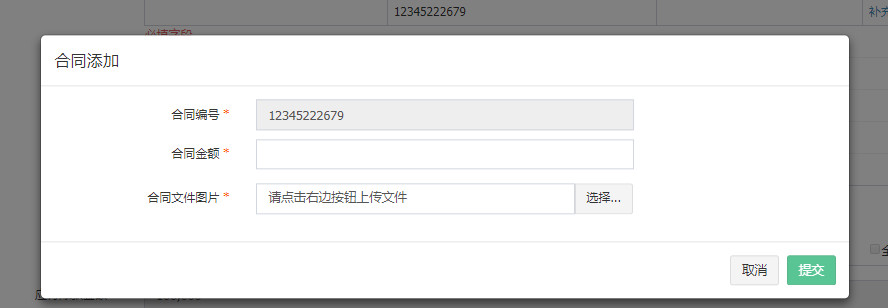 12345222679
补充
必填字段
合同添加
合同编号 *
12345222679
合同金额 *
合同文件图片 *
请点击右边按钮上传文件
选择...
全
取消
提交